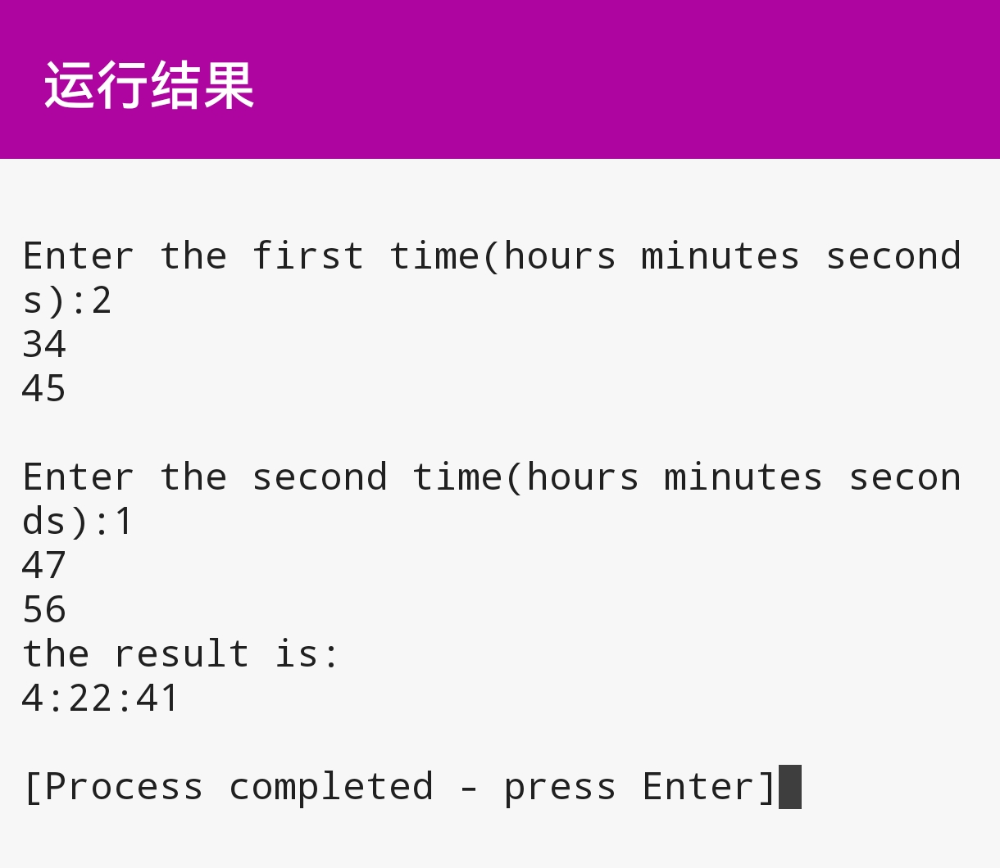 运行结果
Enter the first time(hours minutes second
s):2
34
45
Enter the second time(hours minutes secon
ds):1
47
56
the result is:
4:22:41
[Process completed - press Enter]